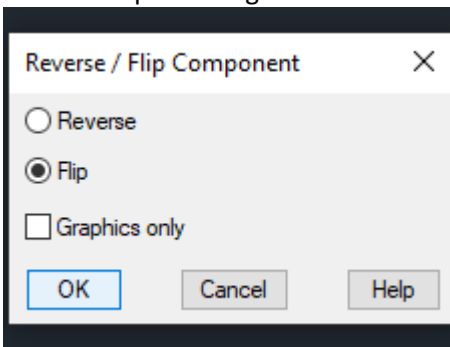 Reverse / Flip Component
Reverse
Flip
Graphics only
OK Cancel Help